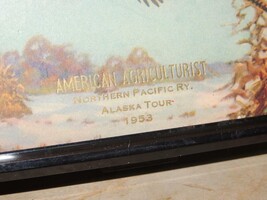 AMERICAN AGRICULTURIST
NORTHERN PACIFIC RY.
ALASKA TOUR-
1953